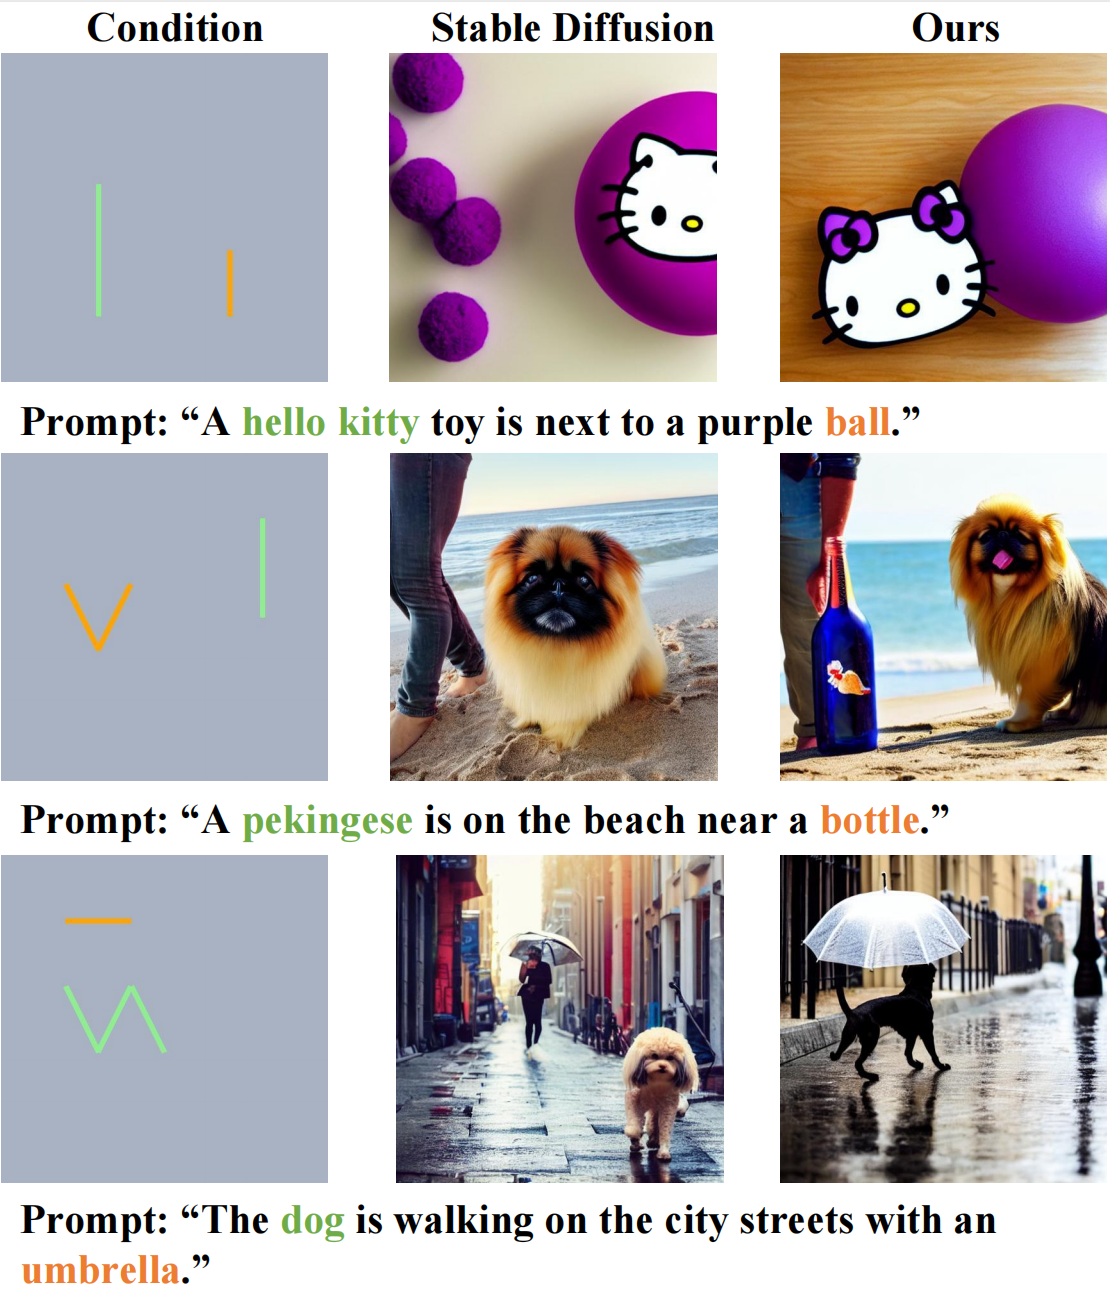 Condition Stable Diffusion Ours
Prompt: “A hello kitty toy is next to a purple ball.”
Prompt: “A pekingese is on the beach near a bottle.”
Prompt: “The dog is walking on the city streets with an
umbrella.”